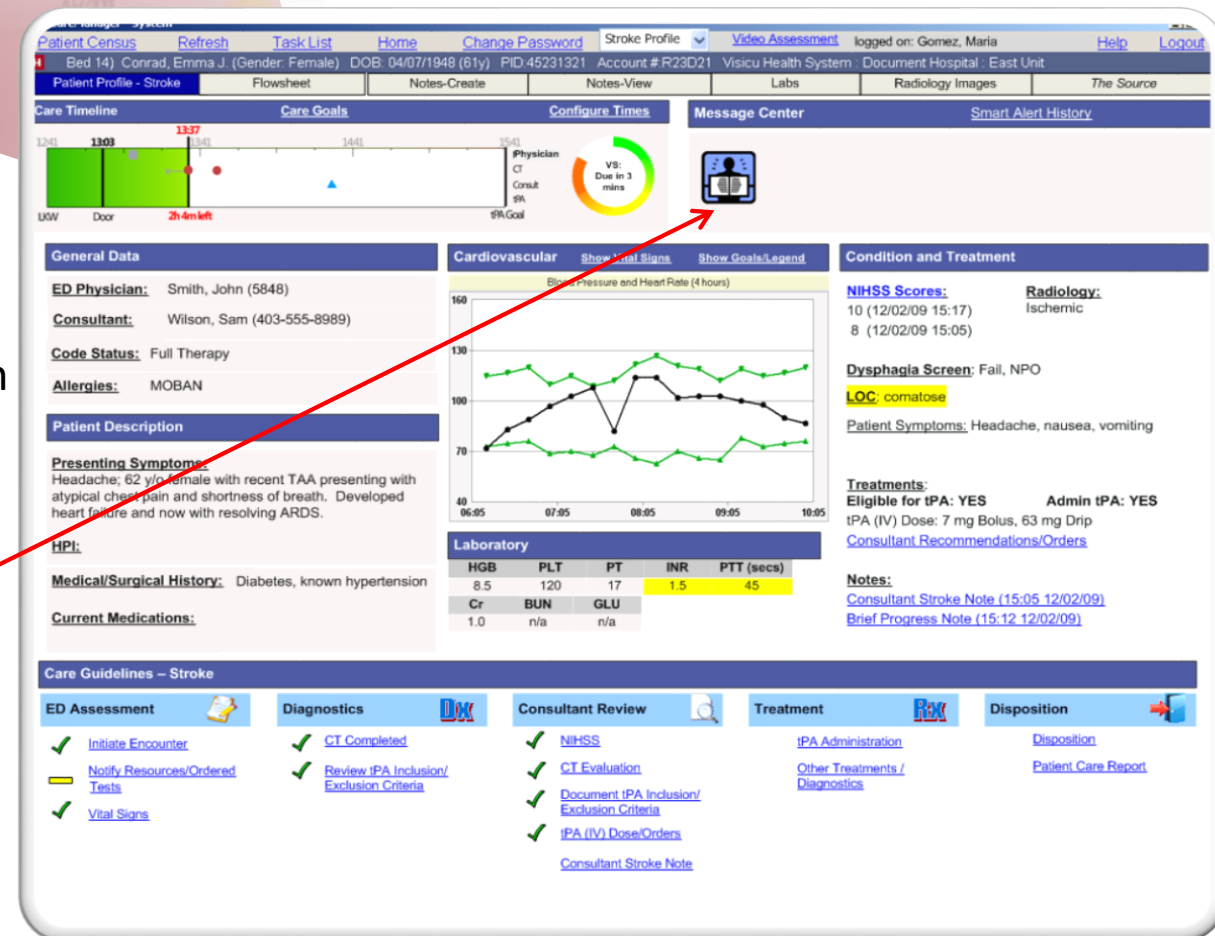 Patient Census Refresh Task List Home Change Password Stroke Profile Video Assessment logged on: Gomez, Maria Help Logout
Bed 14) Conrad, Emma J. (Gender: Female) DOB: 04/07/1948 (61y) PID:45231321 Account #:R23D21 Visicu Health System : Document Hospital : East Unit
Patient Profile - Stroke Flowsheet Notes-Create Notes-View Labs Radiology Images The Source
Care Timeline Care Goals Configure Times
13:37
1241 13:03 1341 1441 1541
Physician
CT
Consult
tPA
LKW Door 2h 4m left tPA Goal
VS:
Due in 3
mins
Message Center Smart Alert History
General Data
ED Physician: Smith, John (5848)
Consultant: Wilson, Sam (403-555-8989)
Code Status: Full Therapy
Allergies: MOBAN
Patient Description
Presenting Symptoms:
Headache; 62 y/o female with recent TAA presenting with
atypical chest pain and shortness of breath. Developed
heart failure and now with resolving ARDS.
HPI:
Medical/Surgical History: Diabetes, known hypertension
Current Medications:
Cardiovascular Show Vital Signs Show Goals/Legend
Blood Pressure and Heart Rate (4 hours)
160
130
100
70
40
06:05 07:05 08:05 09:05 10:05
Laboratory
HGB PLT PT INR PTT (secs)
8.5 120 17 1.5 45
Cr BUN GLU
1.0 n/a n/a
Condition and Treatment
NIHSS Scores: Radiology:
10 (12/02/09 15:17) Ischemic
8 (12/02/09 15:05)
Dysphagia Screen: Fail, NPO
LOC: comatose
Patient Symptoms: Headache, nausea, vomiting
Treatments:
Eligible for tPA: YES Admin tPA: YES
tPA (IV) Dose: 7 mg Bolus, 63 mg Drip
Consultant Recommendations/Orders
Notes:
Consultant Stroke Note (15:05 12/02/09)
Brief Progress Note (15:12 12/02/09)
Care Guidelines – Stroke
ED Assessment
Initiate Encounter
Notify Resources/Ordered
Tests
Vital Signs
Diagnostics Dx
CT Completed
Review tPA Inclusion/
Exclusion Criteria
Consultant Review
NIHSS
CT Evaluation
Document tPA Inclusion/
Exclusion Criteria
tPA (IV) Dose/Orders
Consultant Stroke Note
Treatment Rx
tPA Administration
Other Treatments /
Diagnostics
Disposition
Disposition
Patient Care Report